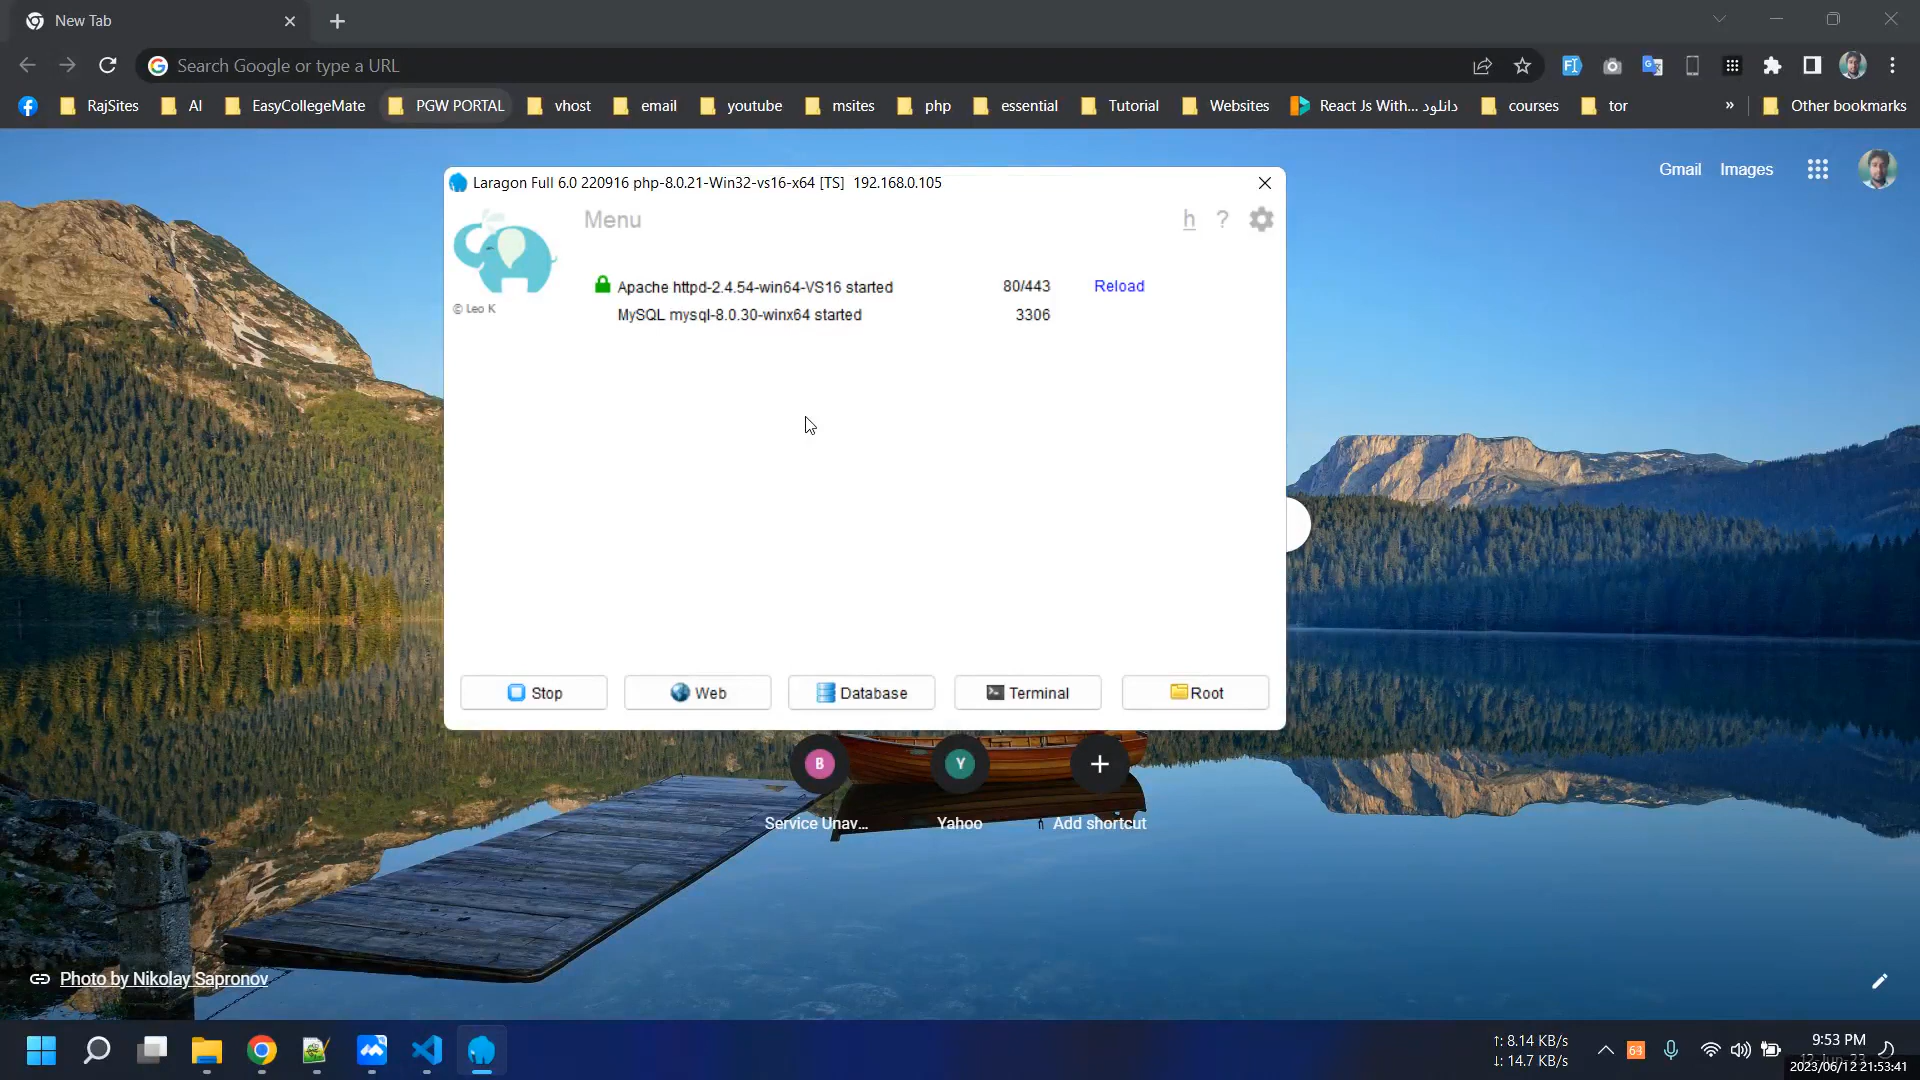 New Tab
Search Google or type a URL
RajSites AI EasyCollegeMate PGW PORTAL vhost email youtube msites php essential Tutorial Websites React Js With... دانلود courses tor » Other bookmarks
Gmail Images
Laragon Full 6.0 220916 php-8.0.21-Win32-vs16-x64 [TS] 192.168.0.105
Menu
h ?
Apache httpd-2.4.54-win64-VS16 started 80/443 Reload
© Leo K
MySQL mysql-8.0.30-winx64 started 3306
Stop Web Database Terminal Root
B Y
Service Unav... Yahoo Add shortcut
Photo by Nikolay Sapronov
↑: 8.14 KB/s
↓: 14.7 KB/s
9:53 PM
12-Jun-23
2023/06/12 21:53:41